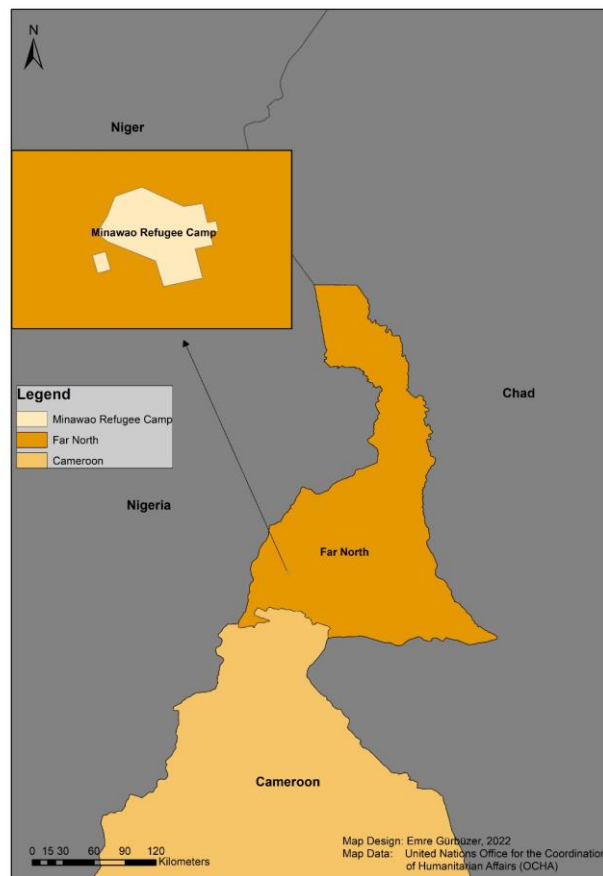 N
Niger
Minawao Refugee Camp
Chad
Legend
Minawao Refugee Camp
Far North
Cameroon
Nigeria
Far North
Cameroon
0 15 30 60 90 120
Kilometers
Map Design: Emre Gürbüzer, 2022
Map Data: United Nations Office for the Coordination
of Humanitarian Affairs (OCHA)